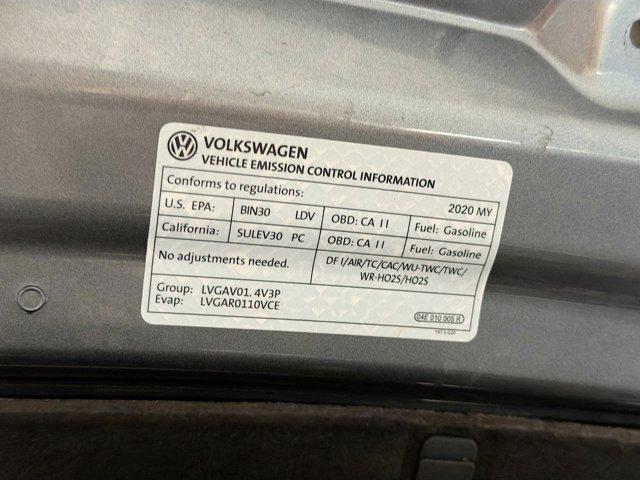 VOLKSWAGEN
VEHICLE EMISSION CONTROL INFORMATION
Conforms to regulations: 2020 MY
U.S. EPA: BIN30 LDV OBD: CA II Fuel: Gasoline
California: SULEV30 PC OBD: CA II Fuel: Gasoline
No adjustments needed. DFI/AIR/TC/CAC/WU-TWC/TWC/
WR-HO2S/HO2S
Group: LVGAV01.4V3P
Evap: LVGAR0110VCE
04E 010 005 R